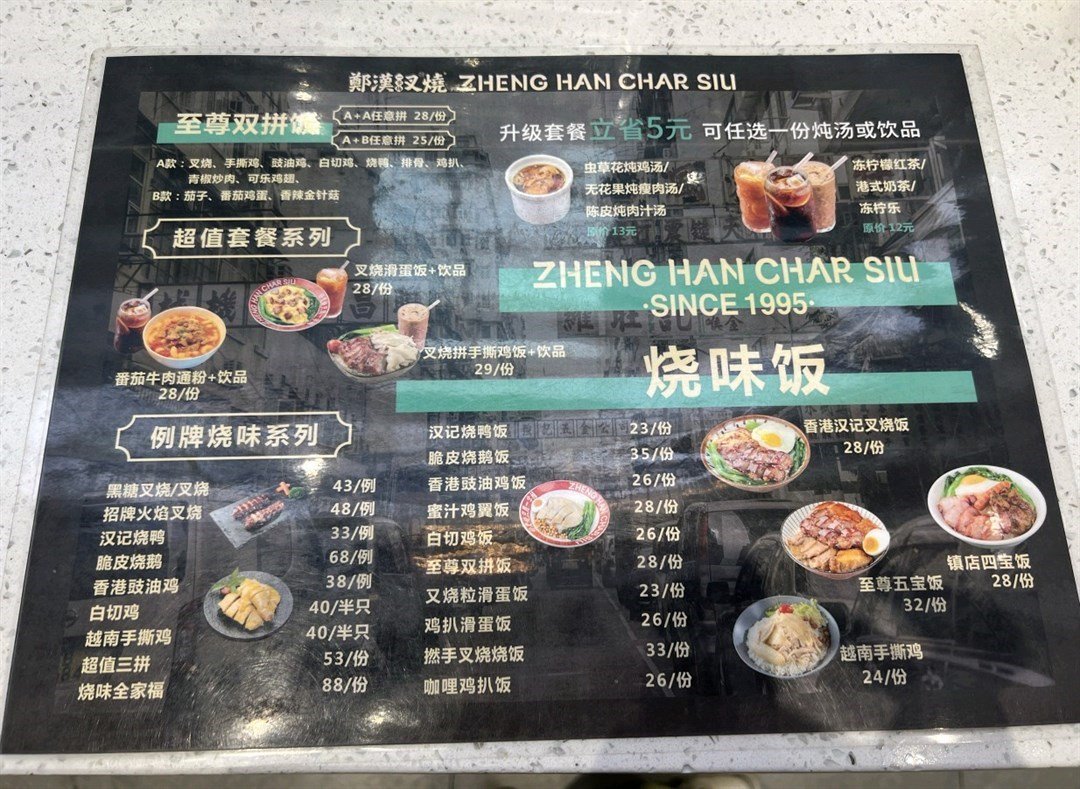 鄭漢叉燒 ZHENG HAN CHAR SIU
至尊双拼饭
A+A任意拼 28/份
A+B任意拼 25/份
A款：叉烧、手撕鸡、豉油鸡、白切鸡、烧鸭、排骨、鸡扒、
青椒炒肉、可乐鸡翅、
B款：茄子、番茄鸡蛋、香辣金针菇
升级套餐立省5元 可任选一份炖汤或饮品
虫草花炖鸡汤/
无花果炖瘦肉汤/
陈皮炖肉汁汤
原价13元
冻柠檬红茶/
港式奶茶/
冻柠乐
原价12元
超值套餐系列
叉烧滑蛋饭+饮品
28/份
叉烧拼手撕鸡饭+饮品
29/份
番茄牛肉通粉+饮品
28/份
ZHENG HAN CHAR SIU
·SINCE 1995·
烧味饭
例牌烧味系列
黑糖叉烧/叉烧 43/例
招牌火焰叉烧 48/例
汉记烧鸭 33/例
脆皮烧鹅 68/例
香港豉油鸡 38/例
白切鸡 40/半只
越南手撕鸡 40/半只
超值三拼 53/份
烧味全家福 88/份
汉记烧鸭饭 23/份
脆皮烧鹅饭 35/份
香港豉油鸡饭 26/份
蜜汁鸡翼饭 28/份
白切鸡饭 26/份
至尊双拼饭 28/份
叉烧粒滑蛋饭 23/份
鸡扒滑蛋饭 26/份
撚手叉烧烧饭 33/份
咖哩鸡扒饭 26/份
香港汉记叉烧饭
28/份
镇店四宝饭
28/份
至尊五宝饭
32/份
越南手撕鸡
24/份
ZHENG HAN CHAR SIU